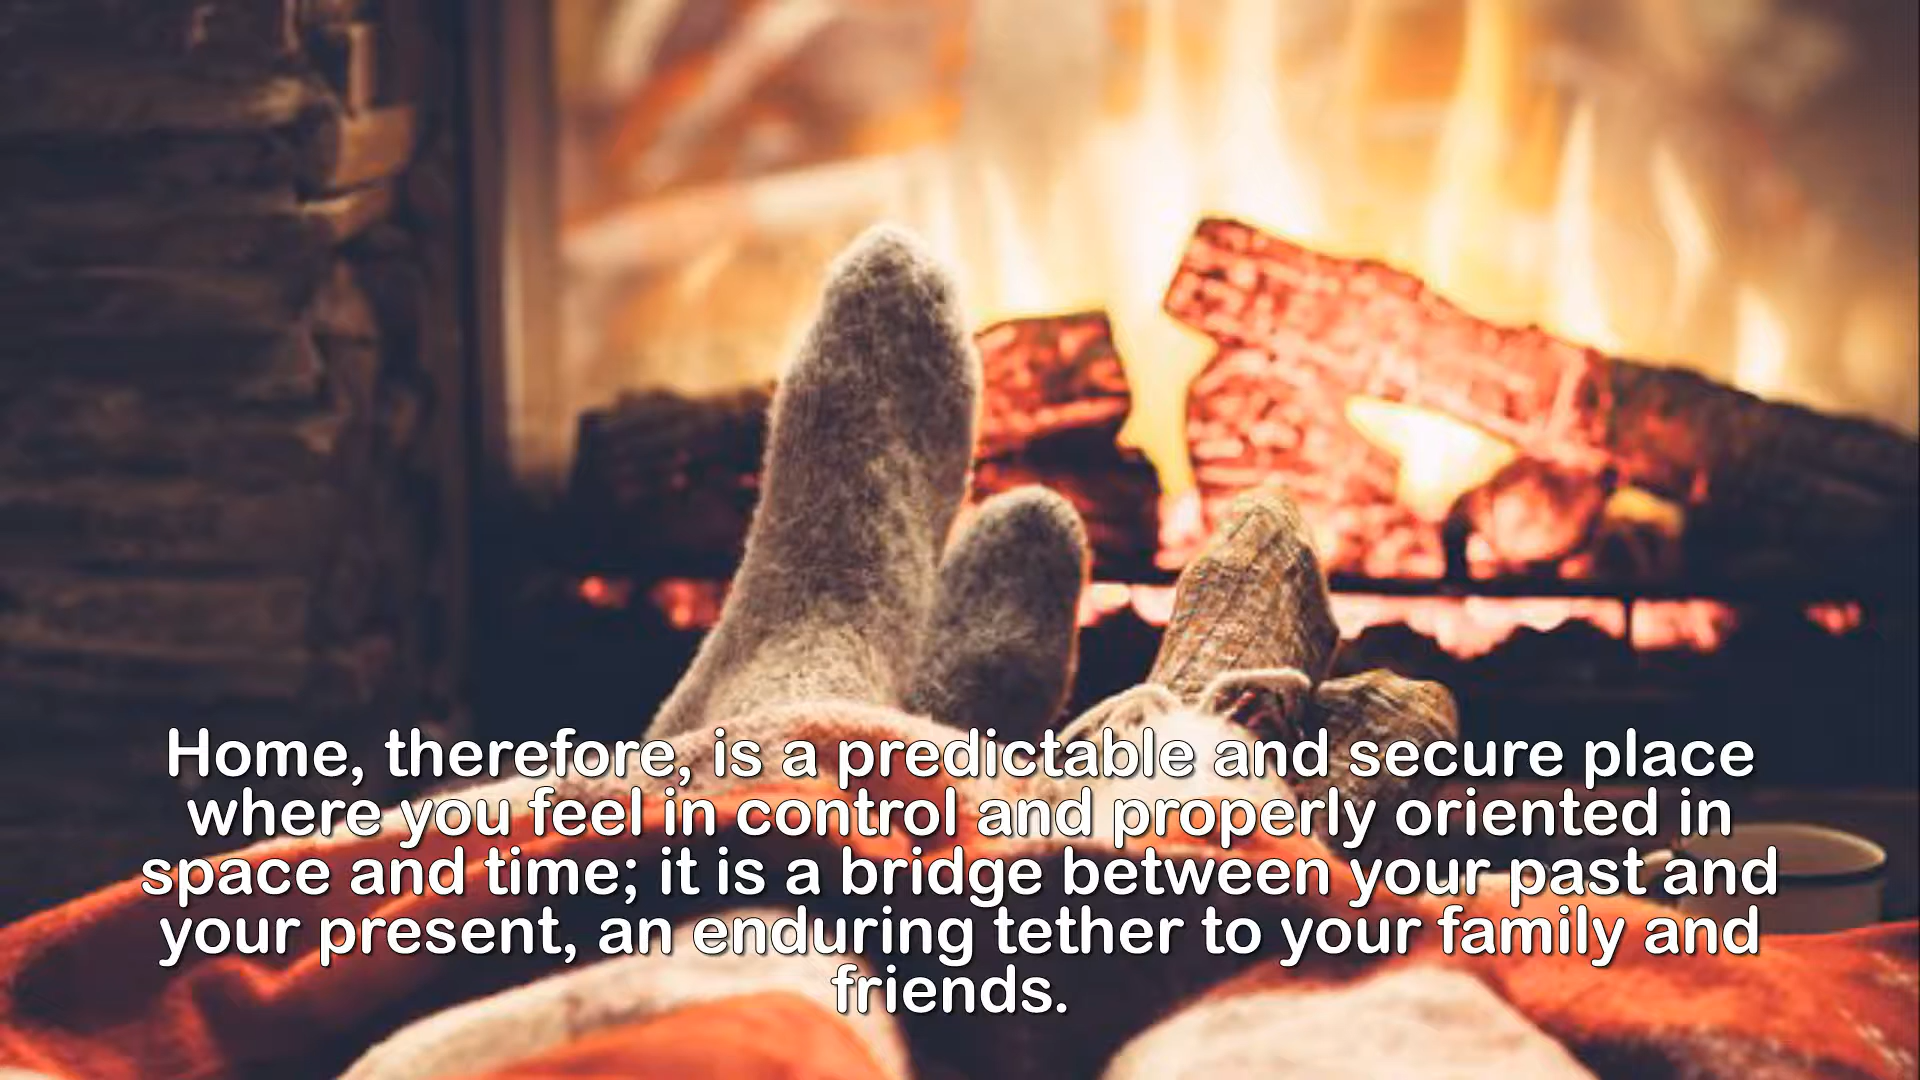 Home, therefore, is a predictable and secure place
where you feel in control and properly oriented in
space and time; it is a bridge between your past and
your present, an enduring tether to your family and
friends.